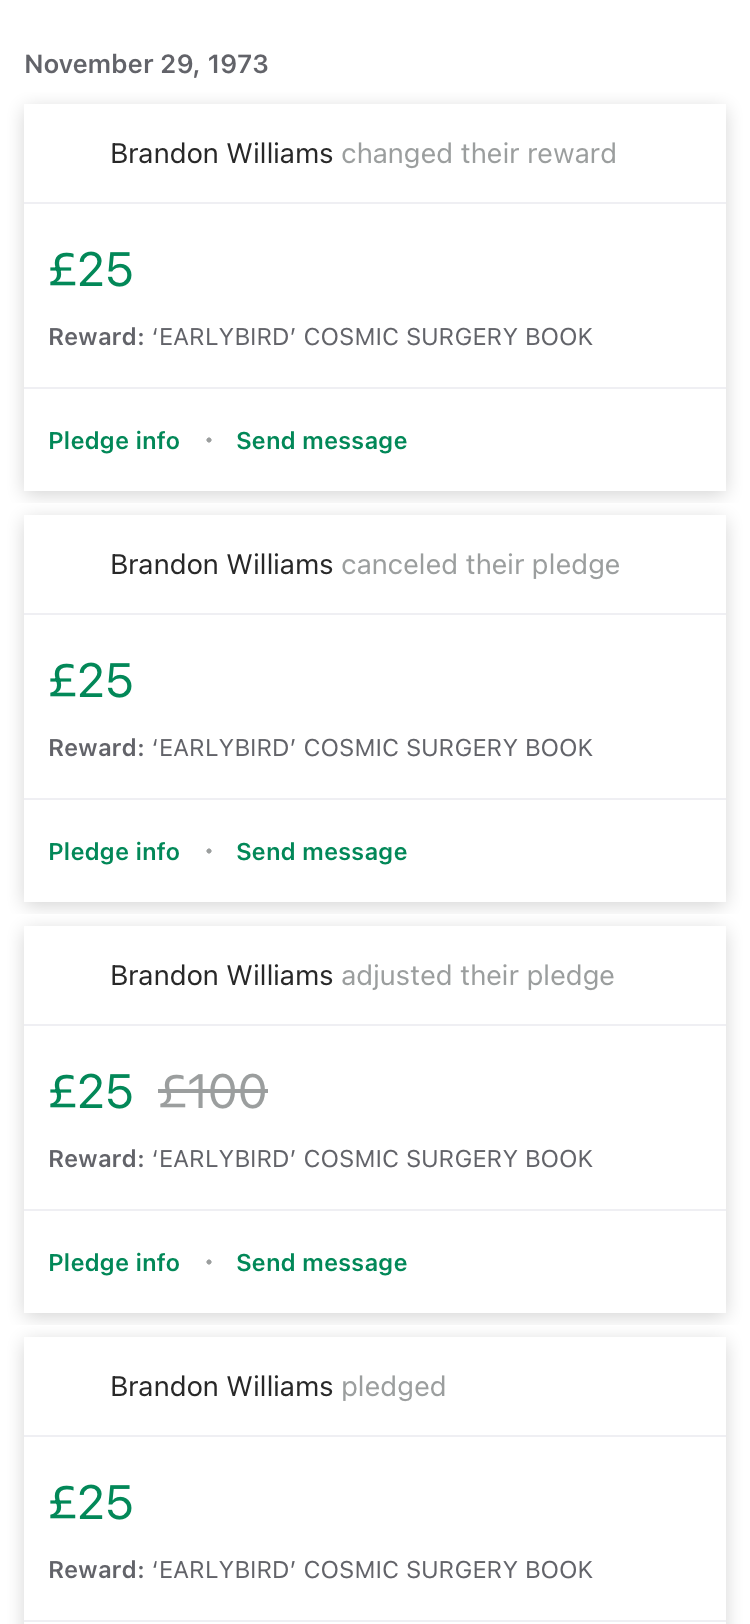 November 29, 1973
Brandon Williams changed their reward
£25
Reward: ‘EARLYBIRD’ COSMIC SURGERY BOOK
Pledge info • Send message
Brandon Williams canceled their pledge
£25
Reward: ‘EARLYBIRD’ COSMIC SURGERY BOOK
Pledge info • Send message
Brandon Williams adjusted their pledge
£25 £100
Reward: ‘EARLYBIRD’ COSMIC SURGERY BOOK
Pledge info • Send message
Brandon Williams pledged
£25
Reward: ‘EARLYBIRD’ COSMIC SURGERY BOOK